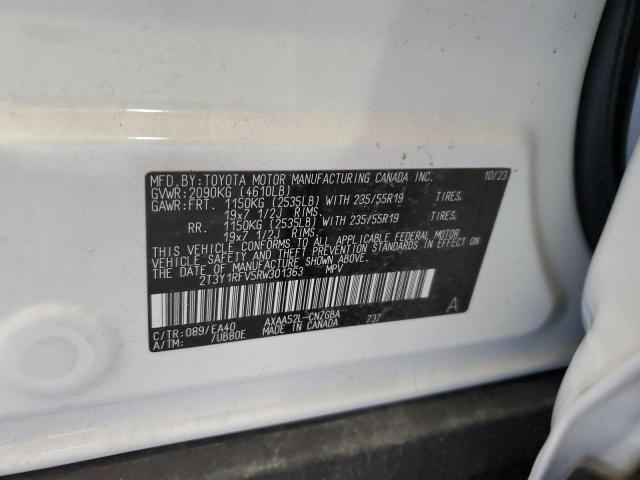 MFD. BY: TOYOTA MOTOR MANUFACTURING CANADA INC. 10/23
GVWR: 2090KG (4610LB)
GAWR: FRT. 1150KG (2535LB) WITH 235/55R19 TIRES.
19x7 1/2J RIMS.
RR. 1150KG (2535LB) WITH 235/55R19 TIRES.
19x7 1/2J RIMS.
THIS VEHICLE CONFORMS TO ALL APPLICABLE FEDERAL MOTOR
VEHICLE SAFETY AND THEFT PREVENTION STANDARDS IN EFFECT ON
THE DATE OF MANUFACTURE SHOWN ABOVE.
2T3Y1RFV5RW301363 MPV
A
C/TR: 089/EA40 AXAA52L-CNZGBA 737
A/TM: /UB80E MADE IN CANADA